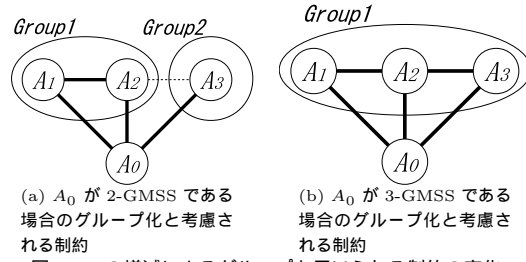 Group1
Group2
A1
A2
A3
A0
(a) A0 が 2-GMSS である
場合のグループ化と考慮さ
れる制約
Group1
A1
A2
A3
A0
(b) A0 が 3-GMSS である
場合のグループ化と考慮さ
れる制約